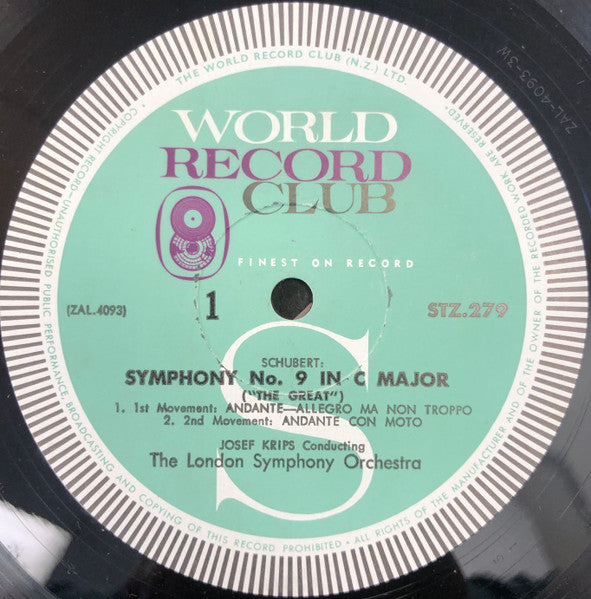 THE WORLD RECORD CLUB (N.Z.) LTD.
WORLD
RECORD
CLUB
FINEST ON RECORD
(ZAL.4093)
1
STZ.279
S
SCHUBERT:
SYMPHONY No. 9 IN C MAJOR
("THE GREAT")
1. 1st Movement: ANDANTE—ALLEGRO MA NON TROPPO
2. 2nd Movement: ANDANTE CON MOTO
JOSEF KRIPS Conducting
The London Symphony Orchestra
COPYRIGHT RECORD—UNAUTHORISED PUBLIC PERFORMANCE, BROADCASTING AND COPYING OF THIS RECORD PROHIBITED • ALL RIGHTS OF THE MANUFACTURER AND OF THE OWNER OF THE RECORDED WORK ARE RESERVED.
ZAL-4093-3W